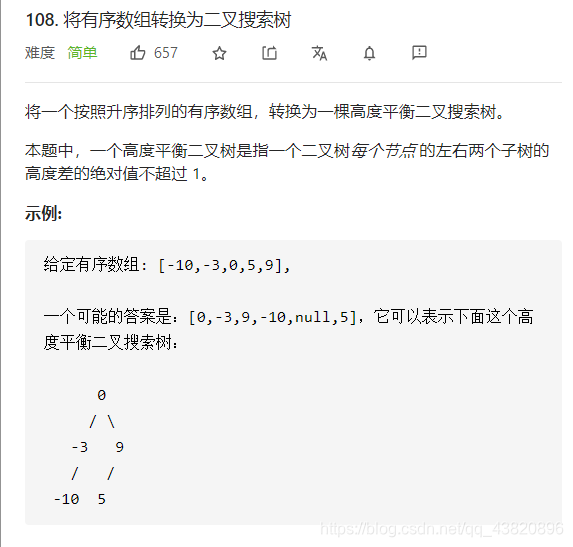 108. 将有序数组转换为二叉搜索树
难度 简单 657
将一个按照升序排列的有序数组，转换为一棵高度平衡二叉搜索树。
本题中，一个高度平衡二叉树是指一个二叉树每个节点 的左右两个子树的
高度差的绝对值不超过 1。
示例:
给定有序数组: [-10,-3,0,5,9],
一个可能的答案是：[0,-3,9,-10,null,5]，它可以表示下面这个高
度平衡二叉搜索树：
0
/ \
-3 9
/ /
-10 5
https://blog.csdn.net/qq_43820896